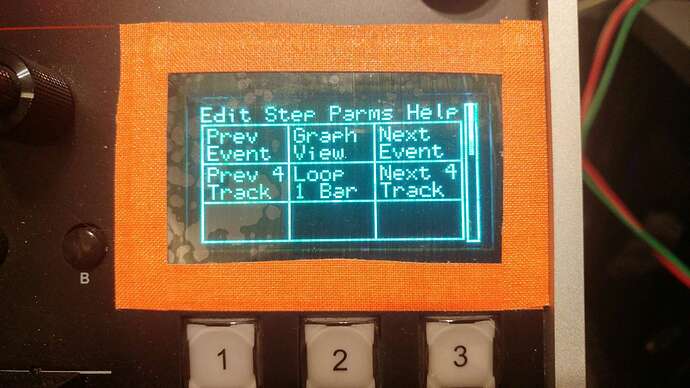 Edit Step Parms Help
Prev Graph Next
Event View Event
Prev 4 Loop Next 4
Track 1 Bar Track
B
1 2 3